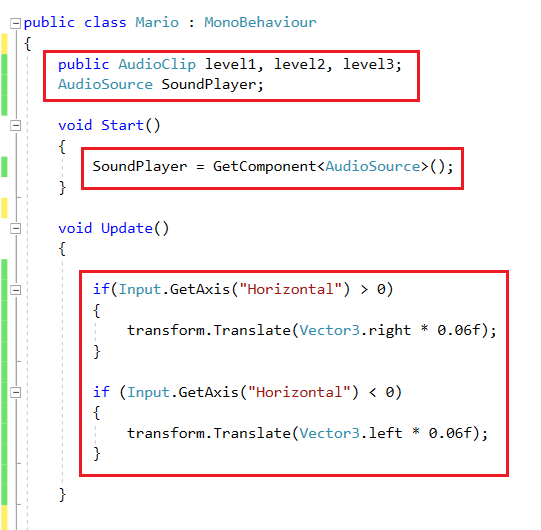 public class Mario : MonoBehaviour
{
public AudioClip level1, level2, level3;
AudioSource SoundPlayer;
void Start()
{
SoundPlayer = GetComponent<AudioSource>();
}
void Update()
{
if(Input.GetAxis("Horizontal") > 0)
{
transform.Translate(Vector3.right * 0.06f);
}
if (Input.GetAxis("Horizontal") < 0)
{
transform.Translate(Vector3.left * 0.06f);
}
}